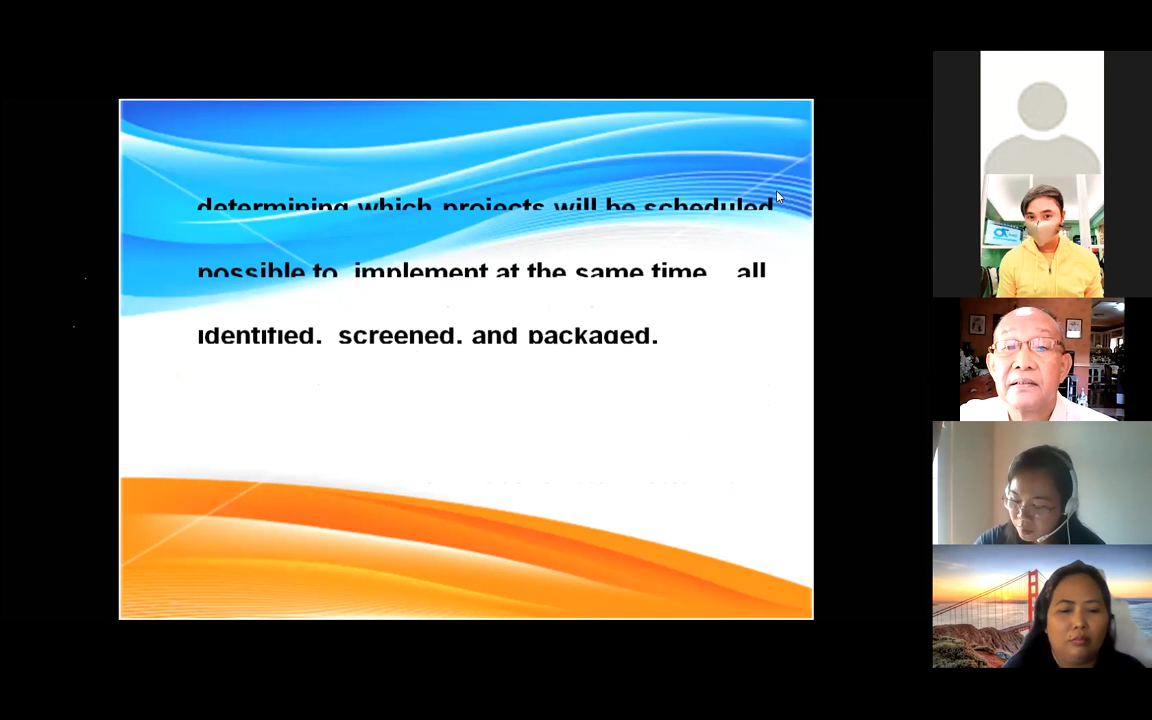 determining which projects will be scheduled
possible to implement at the same time all
identified, screened, and packaged.